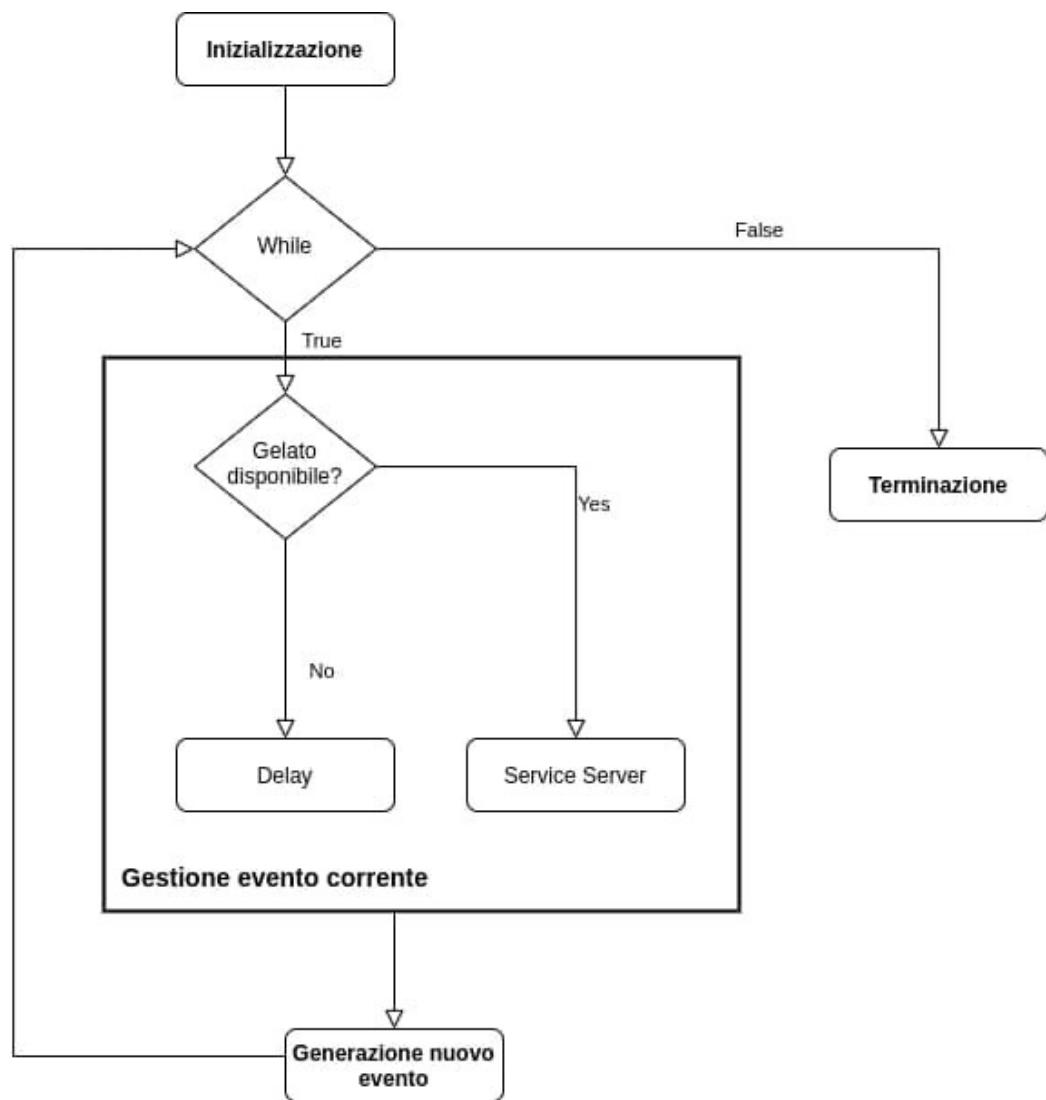 Inizializzazione
While
False
True
Gelato
disponibile?
Yes
Terminazione
No
Delay
Service Server
Gestione evento corrente
Generazione nuovo
evento